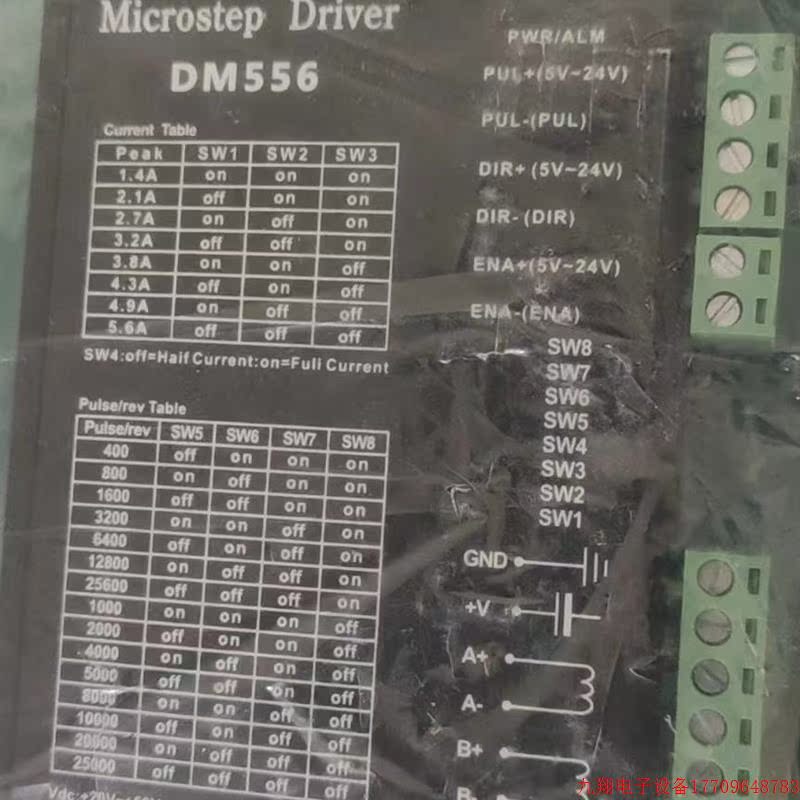 Microstep Driver
DM556
Current Table
Peak SW1 SW2 SW3
1.4A on on on
2.1A off on on
2.7A on off on
3.2A off off on
3.8A on on off
4.3A off on off
4.9A on off off
5.6A off off off
SW4:off=Haif Current:on=Fuli Current
Pulse/rev Table
Pulse/rev SW5 SW6 SW7 SW8
400 off on on on
800 on off on on
1600 off off on on
3200 on on off on
6400 off on off on
12800 on off off on
25600 off off off on
1000 on on on off
2000 off on on off
4000 on off on off
5000 off off on off
8000 on on off off
10000 off on off off
20000 on off off off
25000 off off off off
PWR/ALM
PUL+(5V~24V)
PUL-(PUL)
DIR+(5V~24V)
DIR-(DIR)
ENA+(5V~24V)
ENA-(ENA)
SW8
SW7
SW6
SW5
SW4
SW3
SW2
SW1
GND
+V
A+
A-
B+
九翔电子设备17709648783